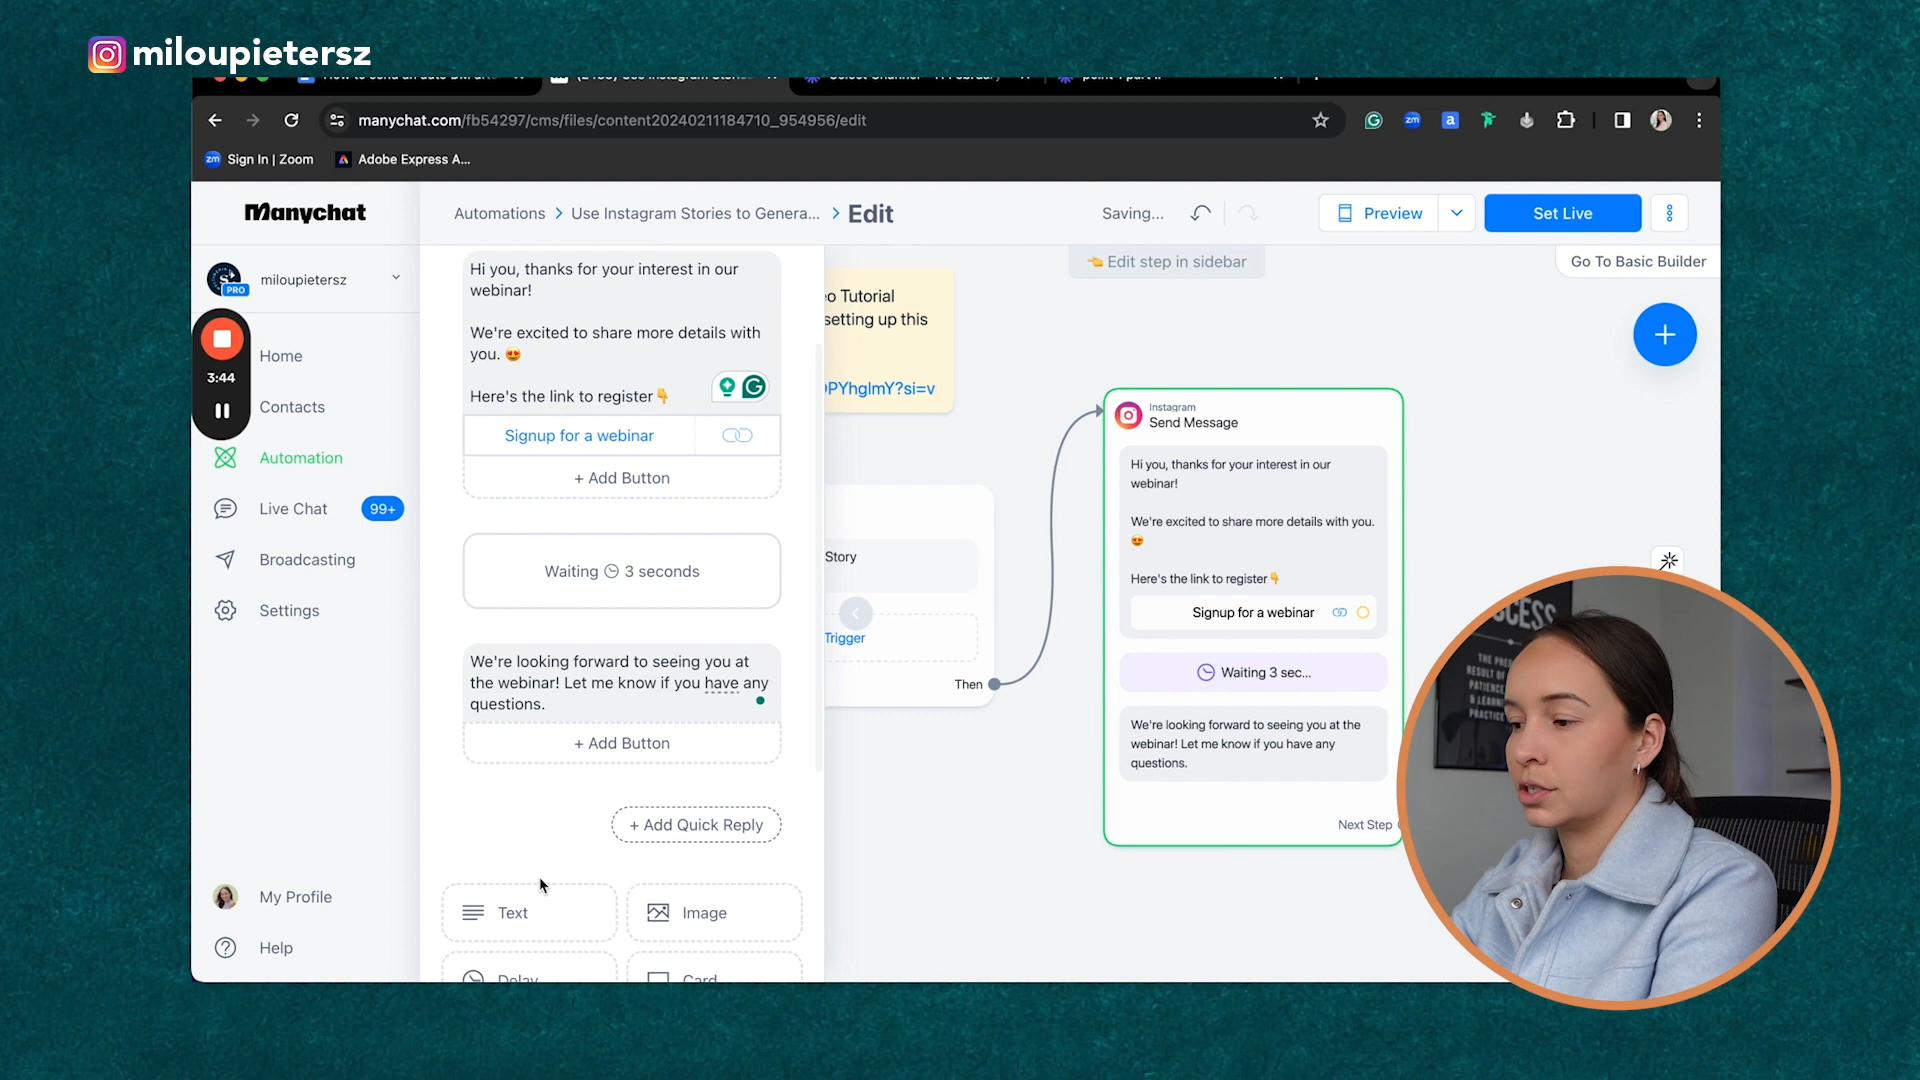 miloupietersz
manychat.com/fb54297/cms/files/content20240211184710_954956/edit
Sign In | Zoom
Adobe Express A...
Manychat
Automations > Use Instagram Stories to Genera... > Edit
Saving...
Preview
Set Live
miloupietersz
PRO
3:44
Home
Contacts
Automation
Live Chat
99+
Broadcasting
Settings
My Profile
Help
Hi you, thanks for your interest in our
webinar!
We're excited to share more details with
you. 😍
Here's the link to register👇
Signup for a webinar
+ Add Button
Waiting 3 seconds
We're looking forward to seeing you at
the webinar! Let me know if you have any
questions.
+ Add Button
+ Add Quick Reply
Text
Image
Delay
Card
👈 Edit step in sidebar
Go To Basic Builder
o Tutorial
setting up this
PYhglmY?si=v
Story
Trigger
Then
Instagram
Send Message
Hi you, thanks for your interest in our
webinar!
We're excited to share more details with you.
😍
Here's the link to register👇
Signup for a webinar
Waiting 3 sec...
We're looking forward to seeing you at the
webinar! Let me know if you have any
questions.
Next Step
THE
RESULT OF
PATIENCE
& LEARN
PRACTICE